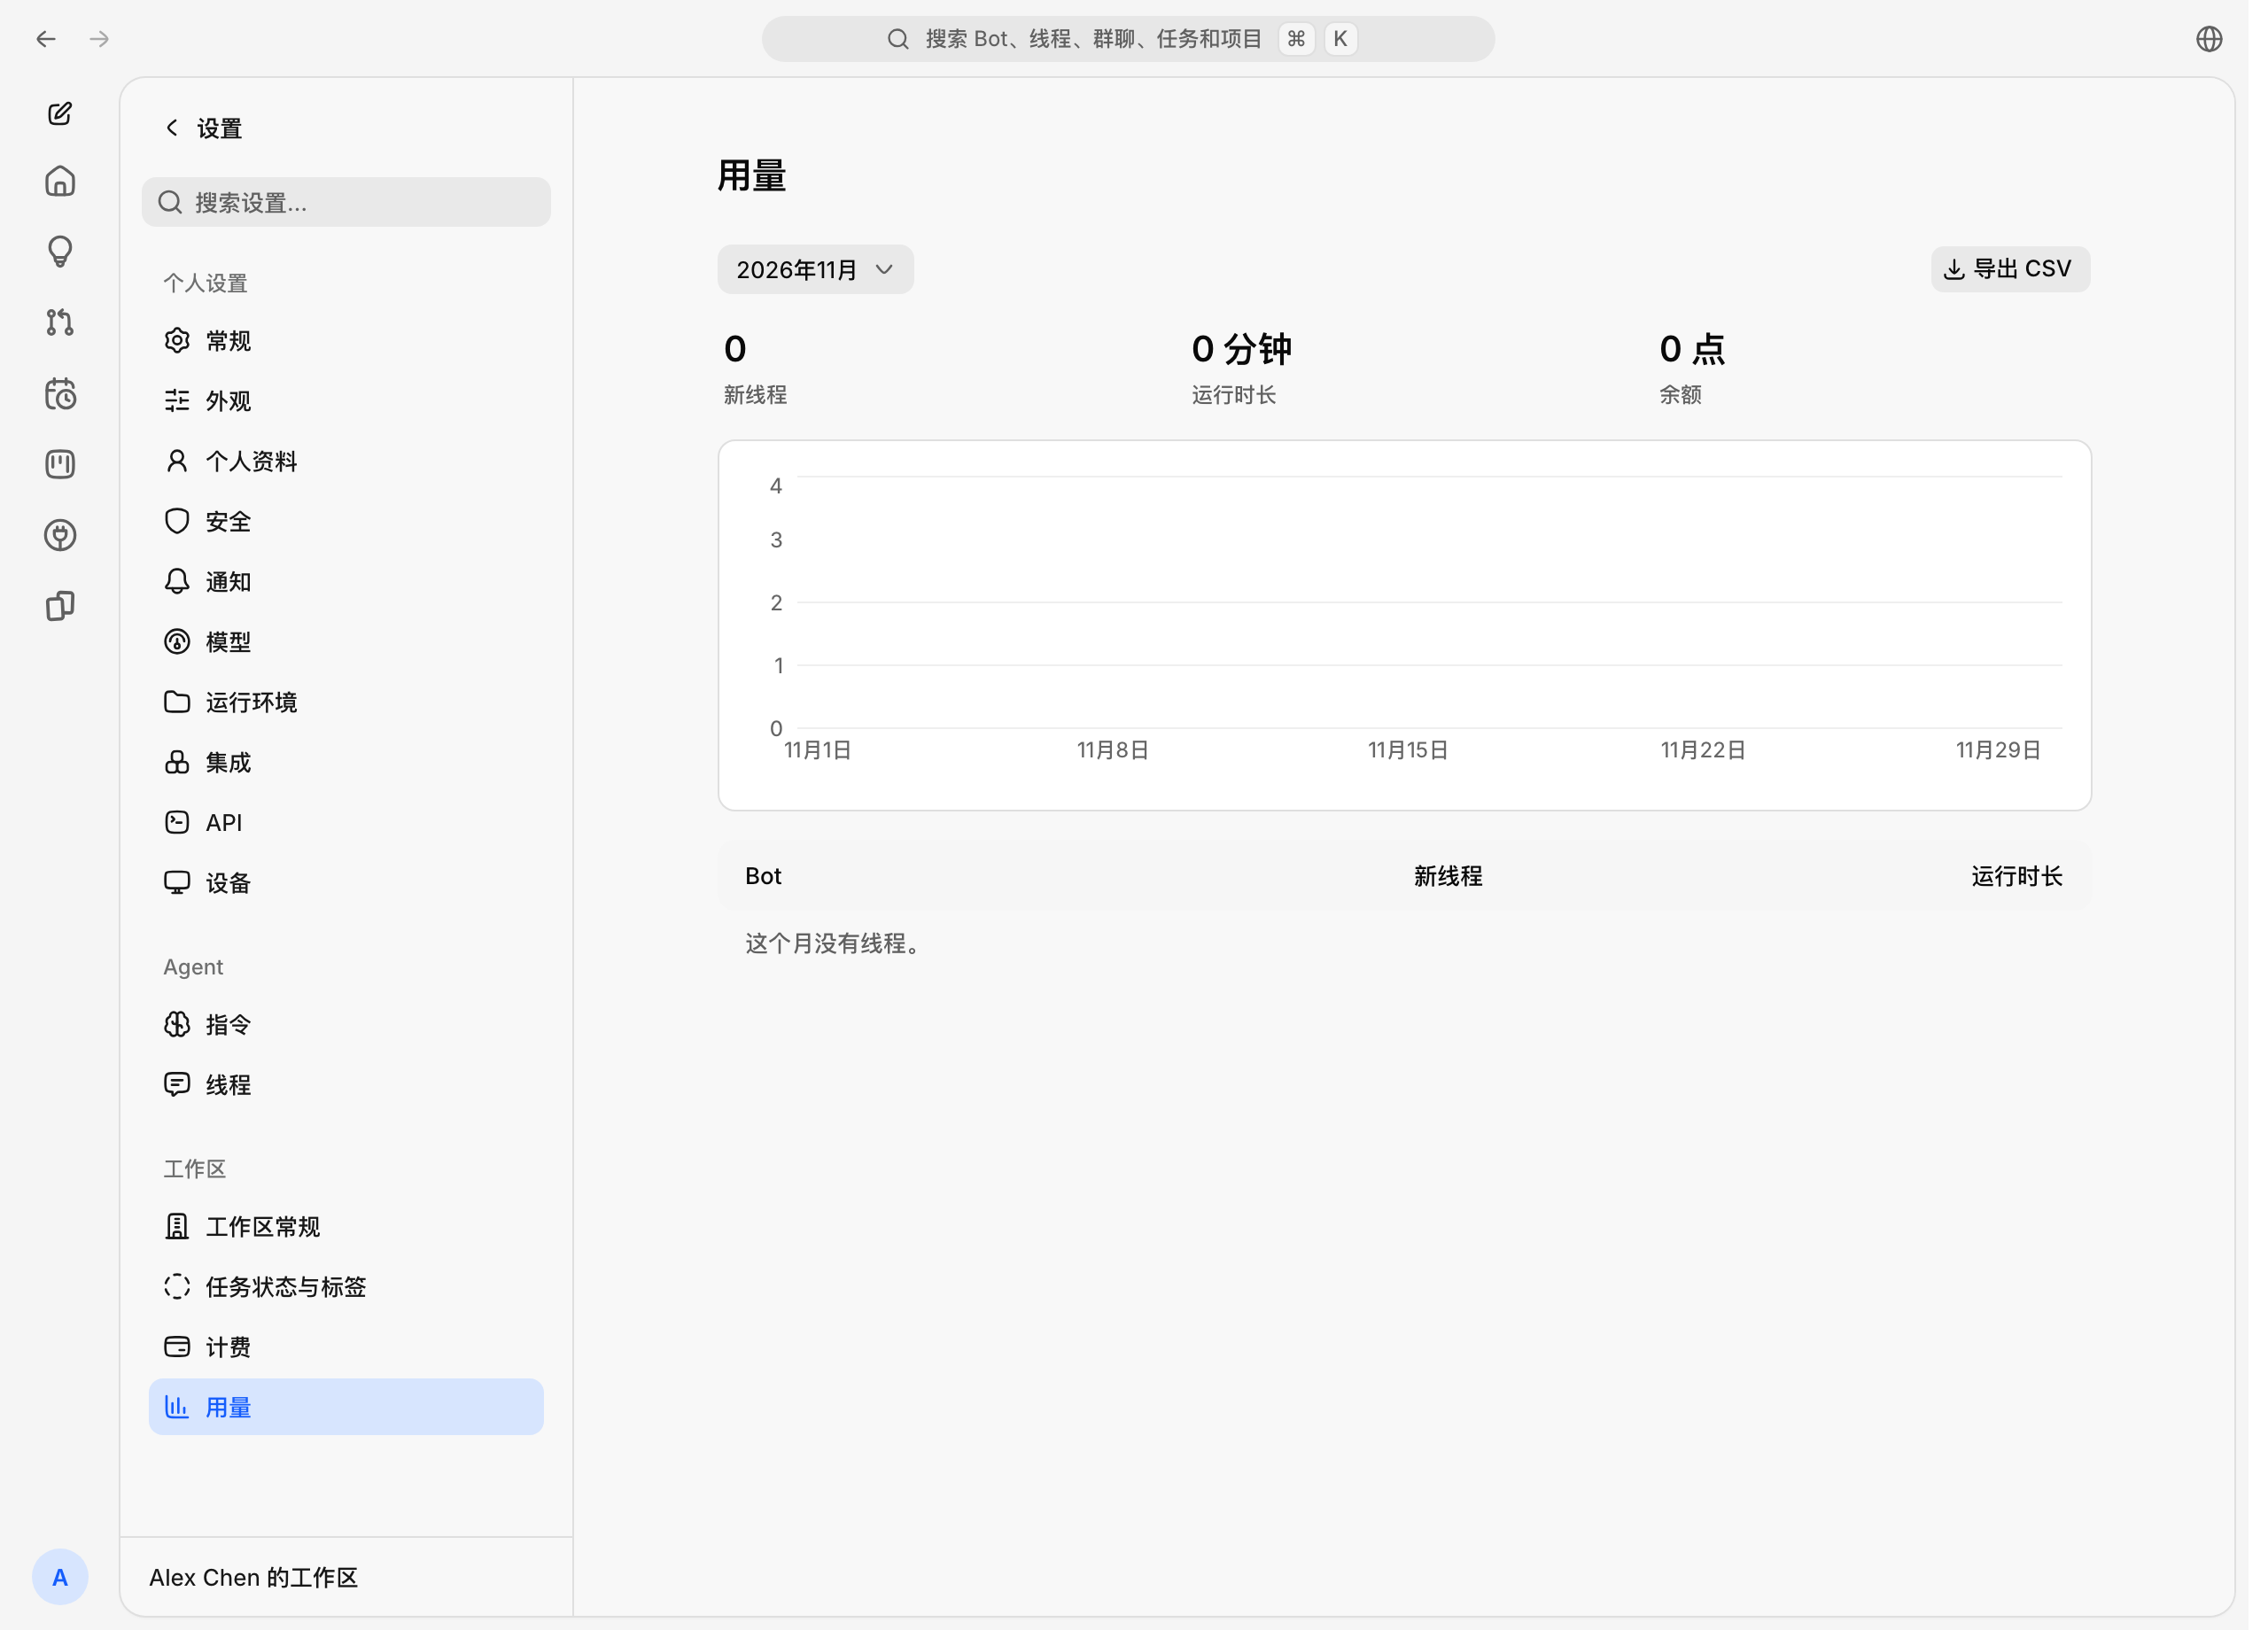 搜索 Bot、线程、群聊、任务和项目 ⌘ K
设置
搜索设置...
个人设置
常规
外观
个人资料
安全
通知
模型
运行环境
集成
API
设备
Agent
指令
线程
工作区
工作区常规
任务状态与标签
计费
用量
Alex Chen 的工作区
A
用量
2026年11月
导出 CSV
0
新线程
0 分钟
运行时长
0 点
余额
4
3
2
1
0
11月1日 11月8日 11月15日 11月22日 11月29日
Bot 新线程 运行时长
这个月没有线程。